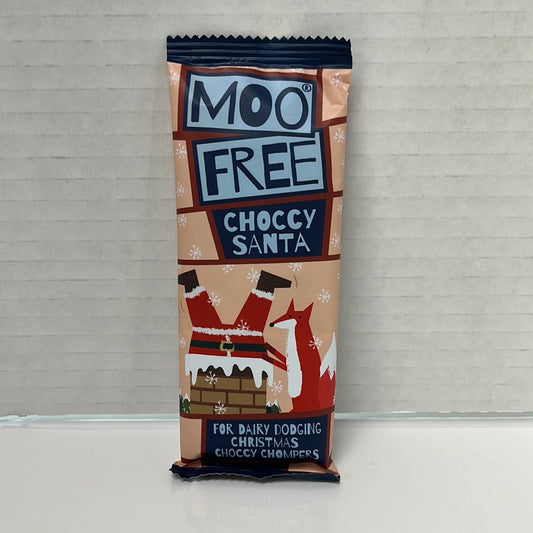 MOO®
FREE
CHOCCY
SANTA
FOR DAIRY DODGING
CHRISTMAS
CHOCCY CHOMPERS